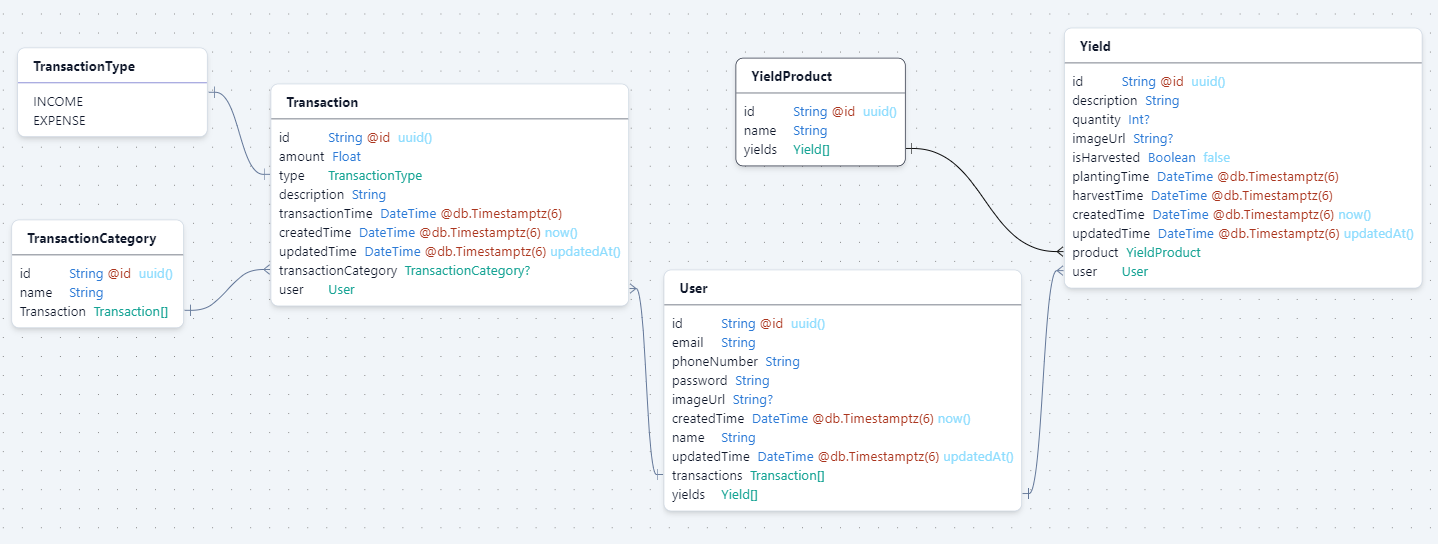 TransactionType
INCOME
EXPENSE
TransactionCategory
id String @id uuid()
name String
Transaction Transaction[]
Transaction
id String @id uuid()
amount Float
type TransactionType
description String
transactionTime DateTime @db.Timestamptz(6)
createdTime DateTime @db.Timestamptz(6) now()
updatedTime DateTime @db.Timestamptz(6) updatedAt()
transactionCategory TransactionCategory?
user User
YieldProduct
id String @id uuid()
name String
yields Yield[]
User
id String @id uuid()
email String
phoneNumber String
password String
imageUrl String?
createdTime DateTime @db.Timestamptz(6) now()
name String
updatedTime DateTime @db.Timestamptz(6) updatedAt()
transactions Transaction[]
yields Yield[]
Yield
id String @id uuid()
description String
quantity Int?
imageUrl String?
isHarvested Boolean false
plantingTime DateTime @db.Timestamptz(6)
harvestTime DateTime @db.Timestamptz(6)
createdTime DateTime @db.Timestamptz(6) now()
updatedTime DateTime @db.Timestamptz(6) updatedAt()
product YieldProduct
user User